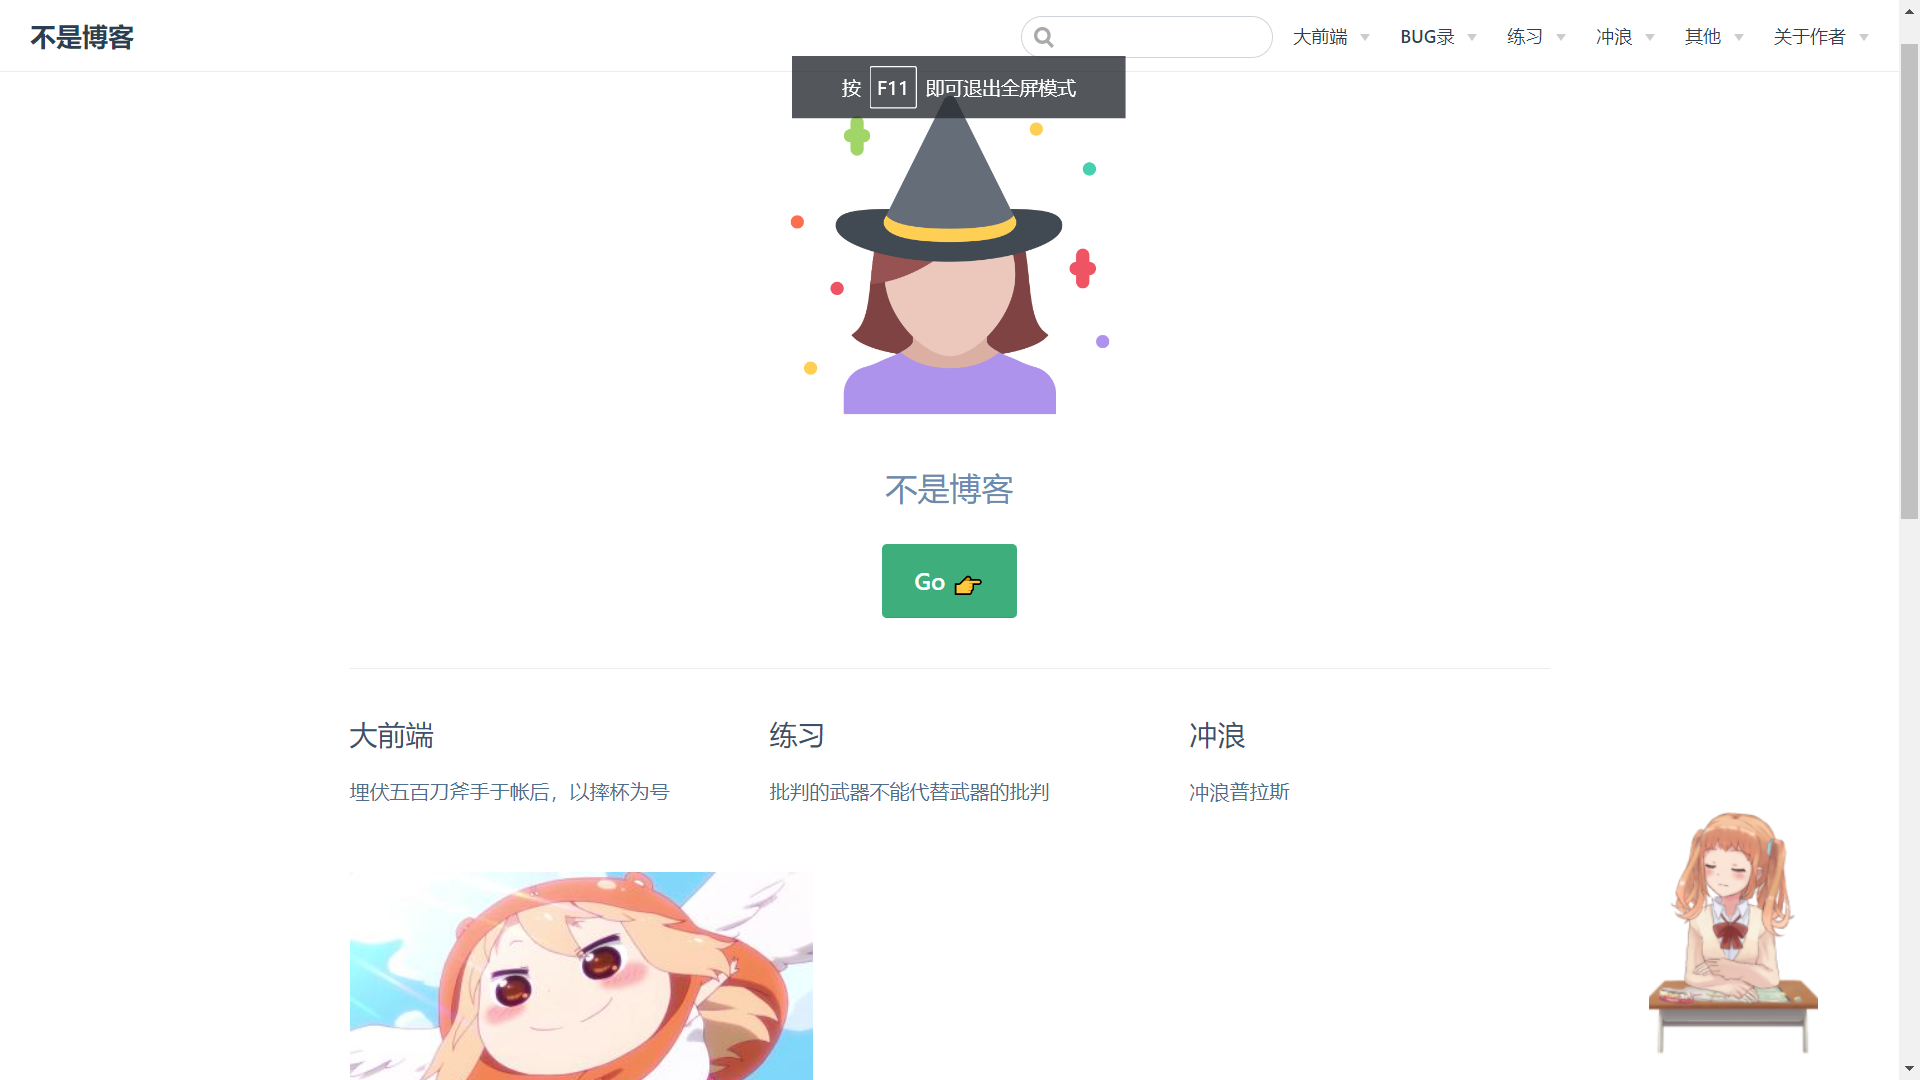 不是博客
大前端
BUG录
练习
冲浪
其他
关于作者
按 F11 即可退出全屏模式
不是博客
Go 👉
大前端
练习
冲浪
埋伏五百刀斧手于帐后，以摔杯为号
批判的武器不能代替武器的批判
冲浪普拉斯